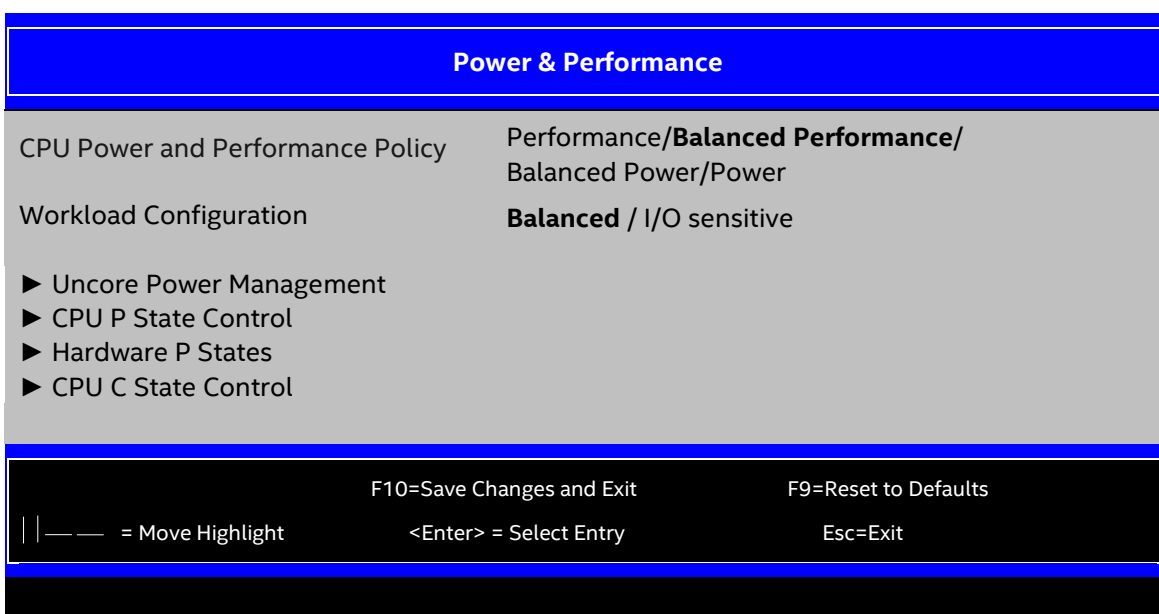 Power & Performance
CPU Power and Performance Policy
Performance/Balanced Performance/
Balanced Power/Power
Workload Configuration
Balanced / I/O sensitive
► Uncore Power Management
► CPU P State Control
► Hardware P States
► CPU C State Control
F10=Save Changes and Exit F9=Reset to Defaults
= Move Highlight <Enter> = Select Entry Esc=Exit